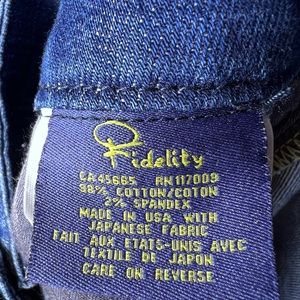 Fidelity
CA45665 RN117009
98% COTTON/COTON
2% SPANDEX
MADE IN USA WITH
JAPANESE FABRIC
FAIT AUX ETATS-UNIS AVEC
TEXTILE DE JAPON
CARE ON REVERSE